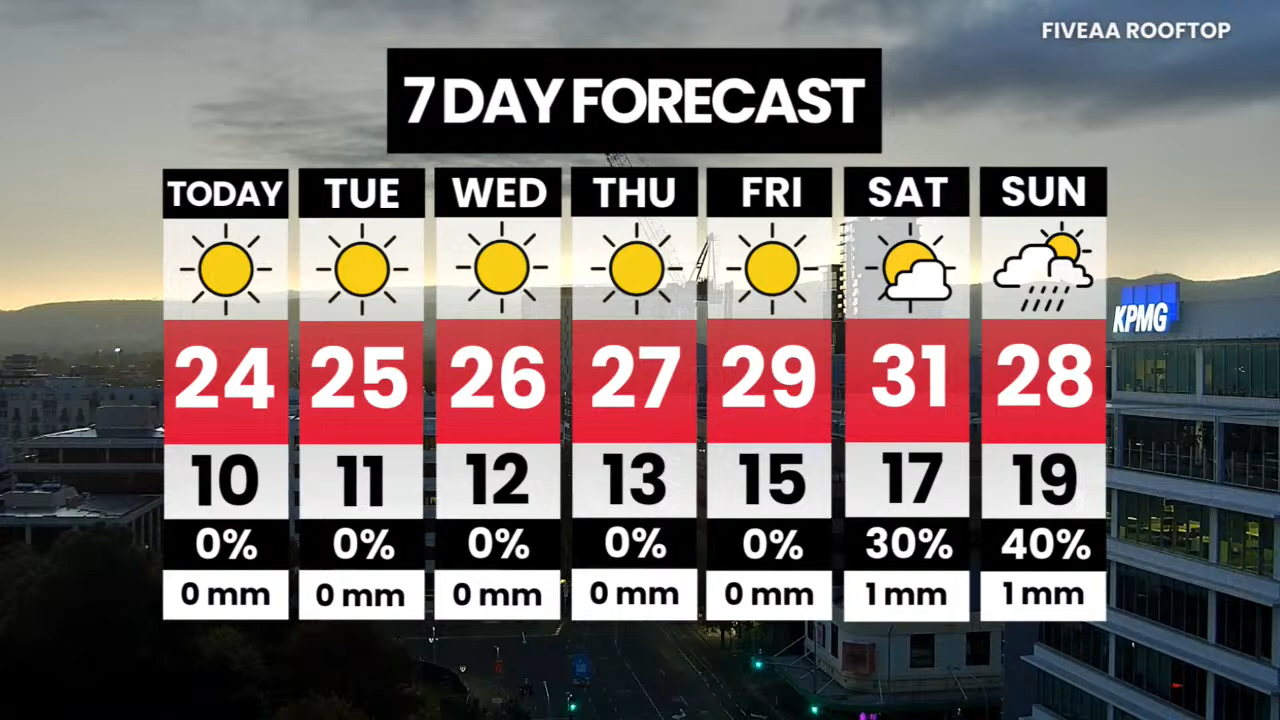 FIVEAA ROOFTOP
7 DAY FORECAST
TODAY TUE WED THU FRI SAT SUN
24 25 26 27 29 31 28
10 11 12 13 15 17 19
0% 0% 0% 0% 0% 30% 40%
0 mm 0 mm 0 mm 0 mm 0 mm 1 mm 1 mm
KPMG